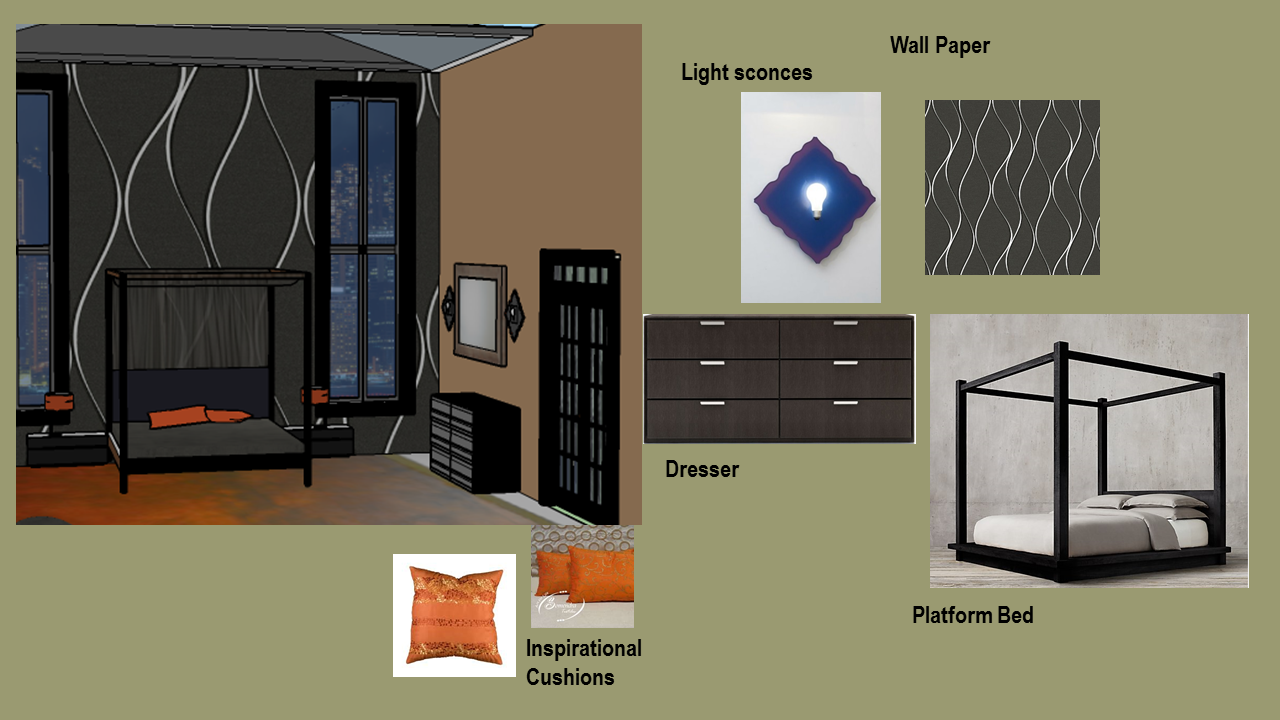 Wall Paper
Light sconces
Dresser
Platform Bed
Inspirational
Cushions